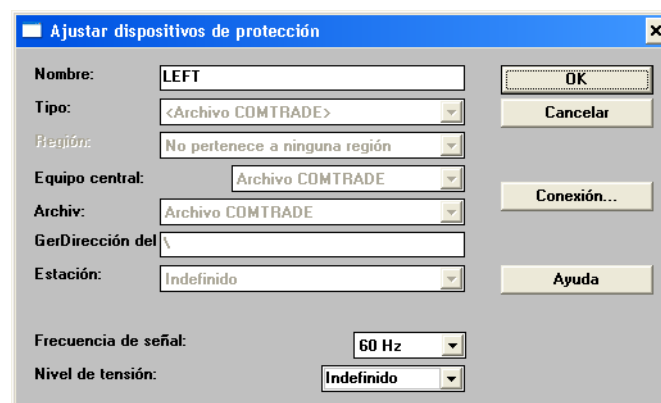 Ajustar dispositivos de protección
Nombre: LEFT OK
Tipo: <Archivo COMTRADE> Cancelar
Región: No pertenece a ninguna región
Equipo central: Archivo COMTRADE Conexión...
Archiv: Archivo COMTRADE
GerDirección del \
Estación: Indefinido Ayuda
Frecuencia de señal: 60 Hz
Nivel de tensión: Indefinido